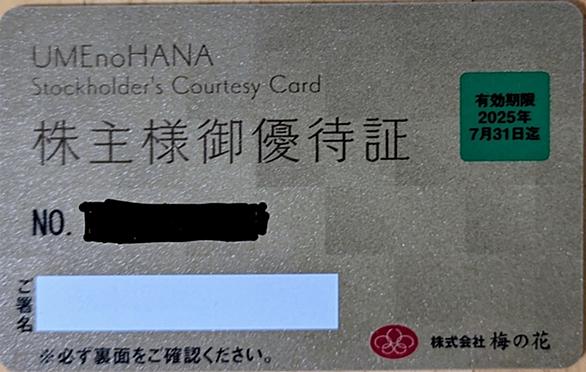 UMEnoHANA
Stockholder's Courtesy Card
株主様御優待証
有効期限
2025年
7月31日迄
NO.
ご署名
※必ず裏面をご確認ください。
株式会社 梅の花